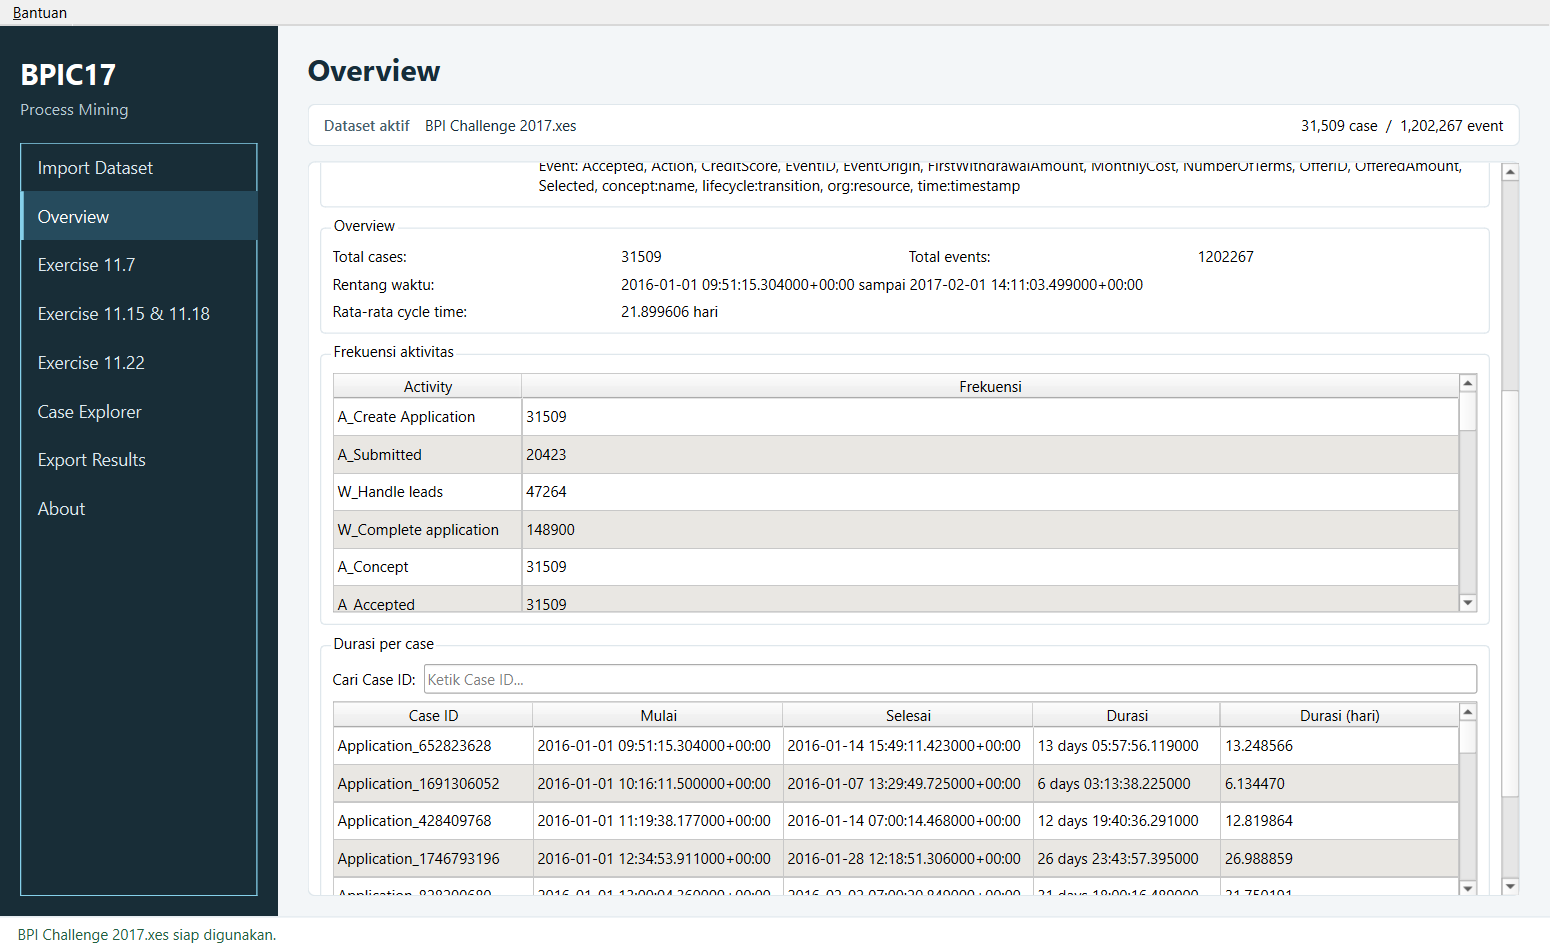 Bantuan
BPIC17
Process Mining
Import Dataset
Overview
Exercise 11.7
Exercise 11.15 & 11.18
Exercise 11.22
Case Explorer
Export Results
About
Overview
Dataset aktif BPI Challenge 2017.xes 31,509 case / 1,202,267 event
Event: Accepted, Action, CreditScore, EventID, EventOrigin, FirstWithdrawalAmount, MonthlyCost, NumberOfTerms, OfferID, OfferedAmount,
Selected, concept:name, lifecycle:transition, org:resource, time:timestamp
Overview
Total cases: 31509 Total events: 1202267
Rentang waktu: 2016-01-01 09:51:15.304000+00:00 sampai 2017-02-01 14:11:03.499000+00:00
Rata-rata cycle time: 21.899606 hari
Frekuensi aktivitas
Activity Frekuensi
A_Create Application 31509
A_Submitted 20423
W_Handle leads 47264
W_Complete application 148900
A_Concept 31509
A_Accepted 31509
Durasi per case
Cari Case ID: Ketik Case ID...
Case ID Mulai Selesai Durasi Durasi (hari)
Application_652823628 2016-01-01 09:51:15.304000+00:00 2016-01-14 15:49:11.423000+00:00 13 days 05:57:56.119000 13.248566
Application_1691306052 2016-01-01 10:16:11.500000+00:00 2016-01-07 13:29:49.725000+00:00 6 days 03:13:38.225000 6.134470
Application_428409768 2016-01-01 11:19:38.177000+00:00 2016-01-14 07:00:14.468000+00:00 12 days 19:40:36.291000 12.819864
Application_1746793196 2016-01-01 12:34:53.911000+00:00 2016-01-28 12:18:51.306000+00:00 26 days 23:43:57.395000 26.988859
BPI Challenge 2017.xes siap digunakan.